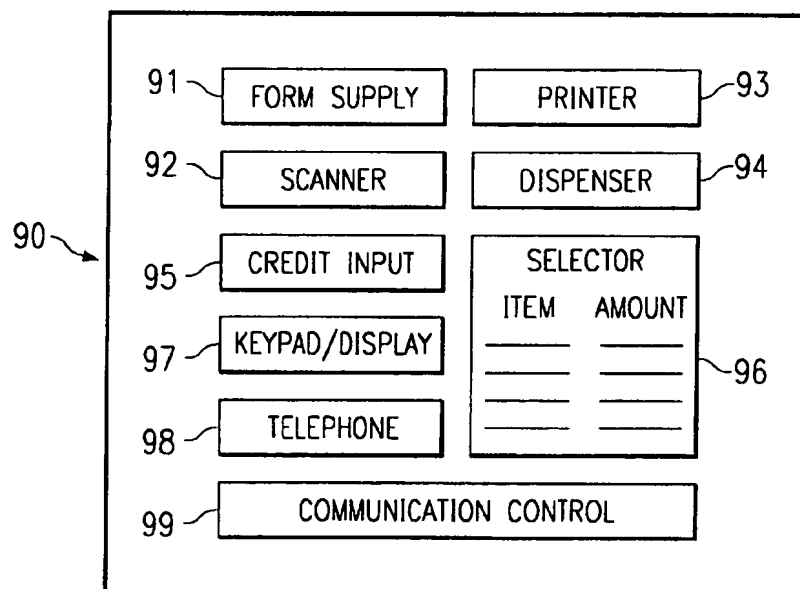 91 FORM SUPPLY PRINTER 93
92 SCANNER DISPENSER 94
90
95 CREDIT INPUT SELECTOR
ITEM AMOUNT
97 KEYPAD/DISPLAY 96
98 TELEPHONE
99 COMMUNICATION CONTROL